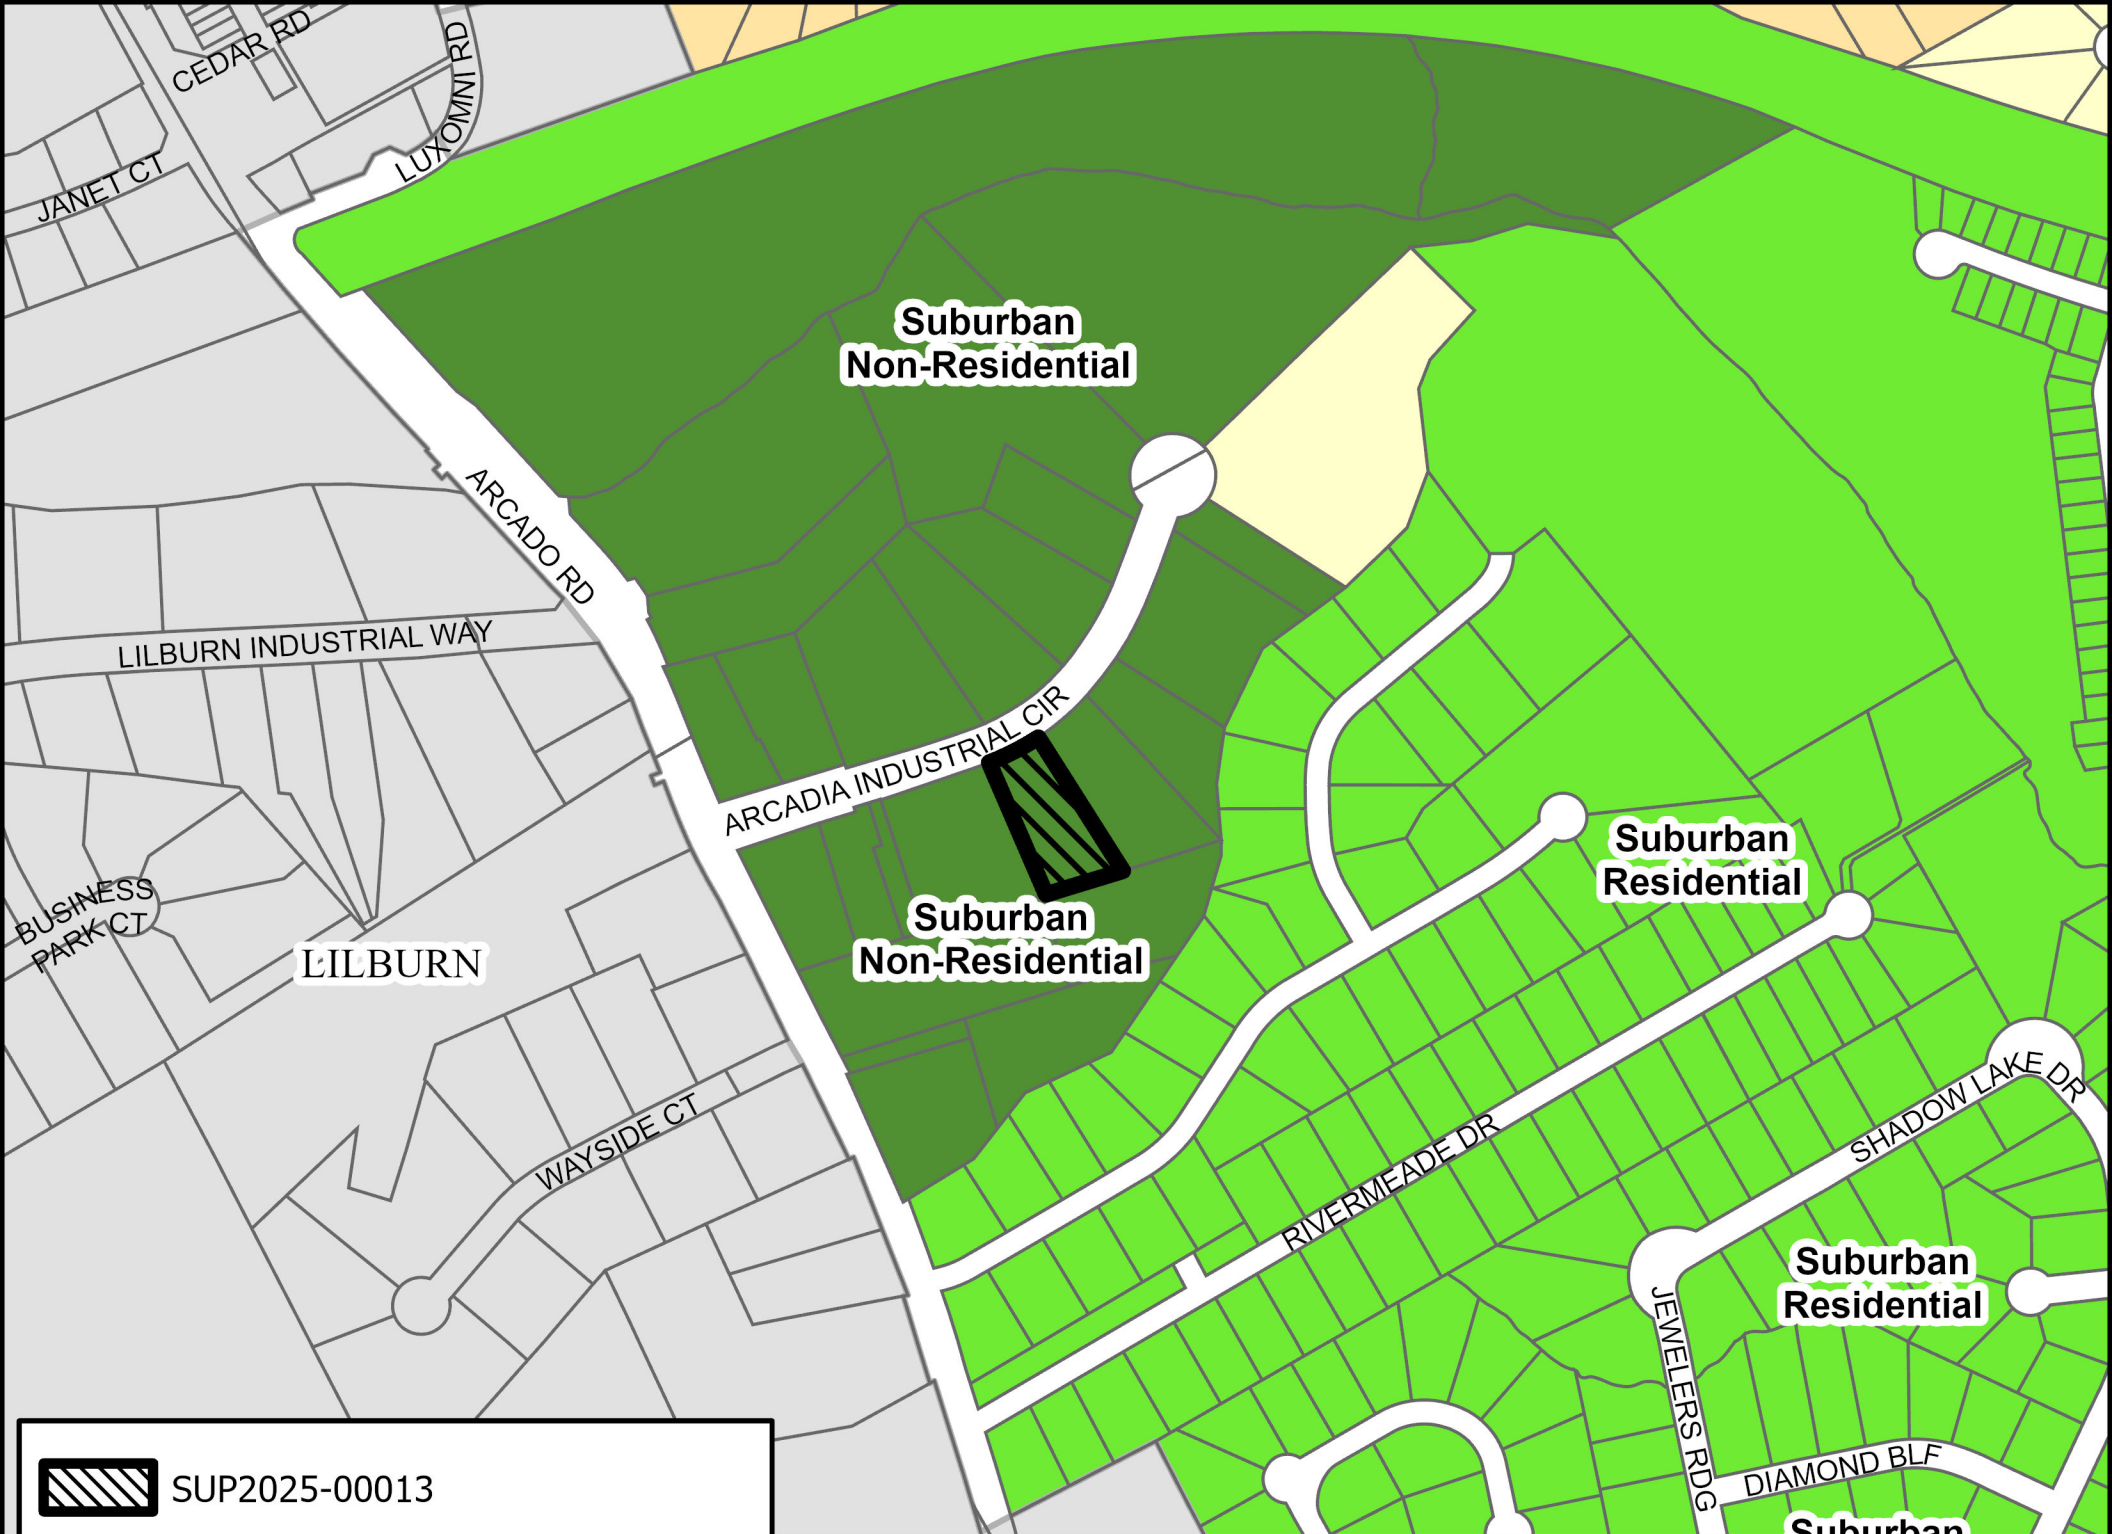 CEDAR RD
LUXOMNI RD
JANET CT
Suburban
Non-Residential
ARCADO RD
LILBURN INDUSTRIAL WAY
ARCADIA INDUSTRIAL CIR
Suburban
Residential
BUSINESS
PARK CT
LILBURN
Suburban
Non-Residential
WAYSIDE CT
RIVERMEADE DR
SHADOW LAKE DR
Suburban
Residential
JEWELERS RDG
DIAMOND BLF
SUP2025-00013
Suburban